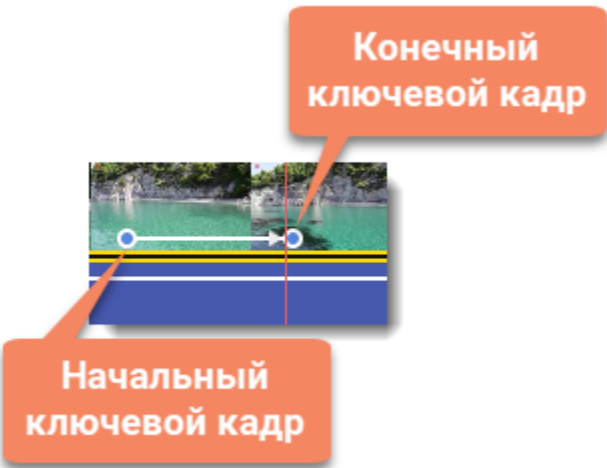 Конечный
ключевой кадр
Начальный
ключевой кадр